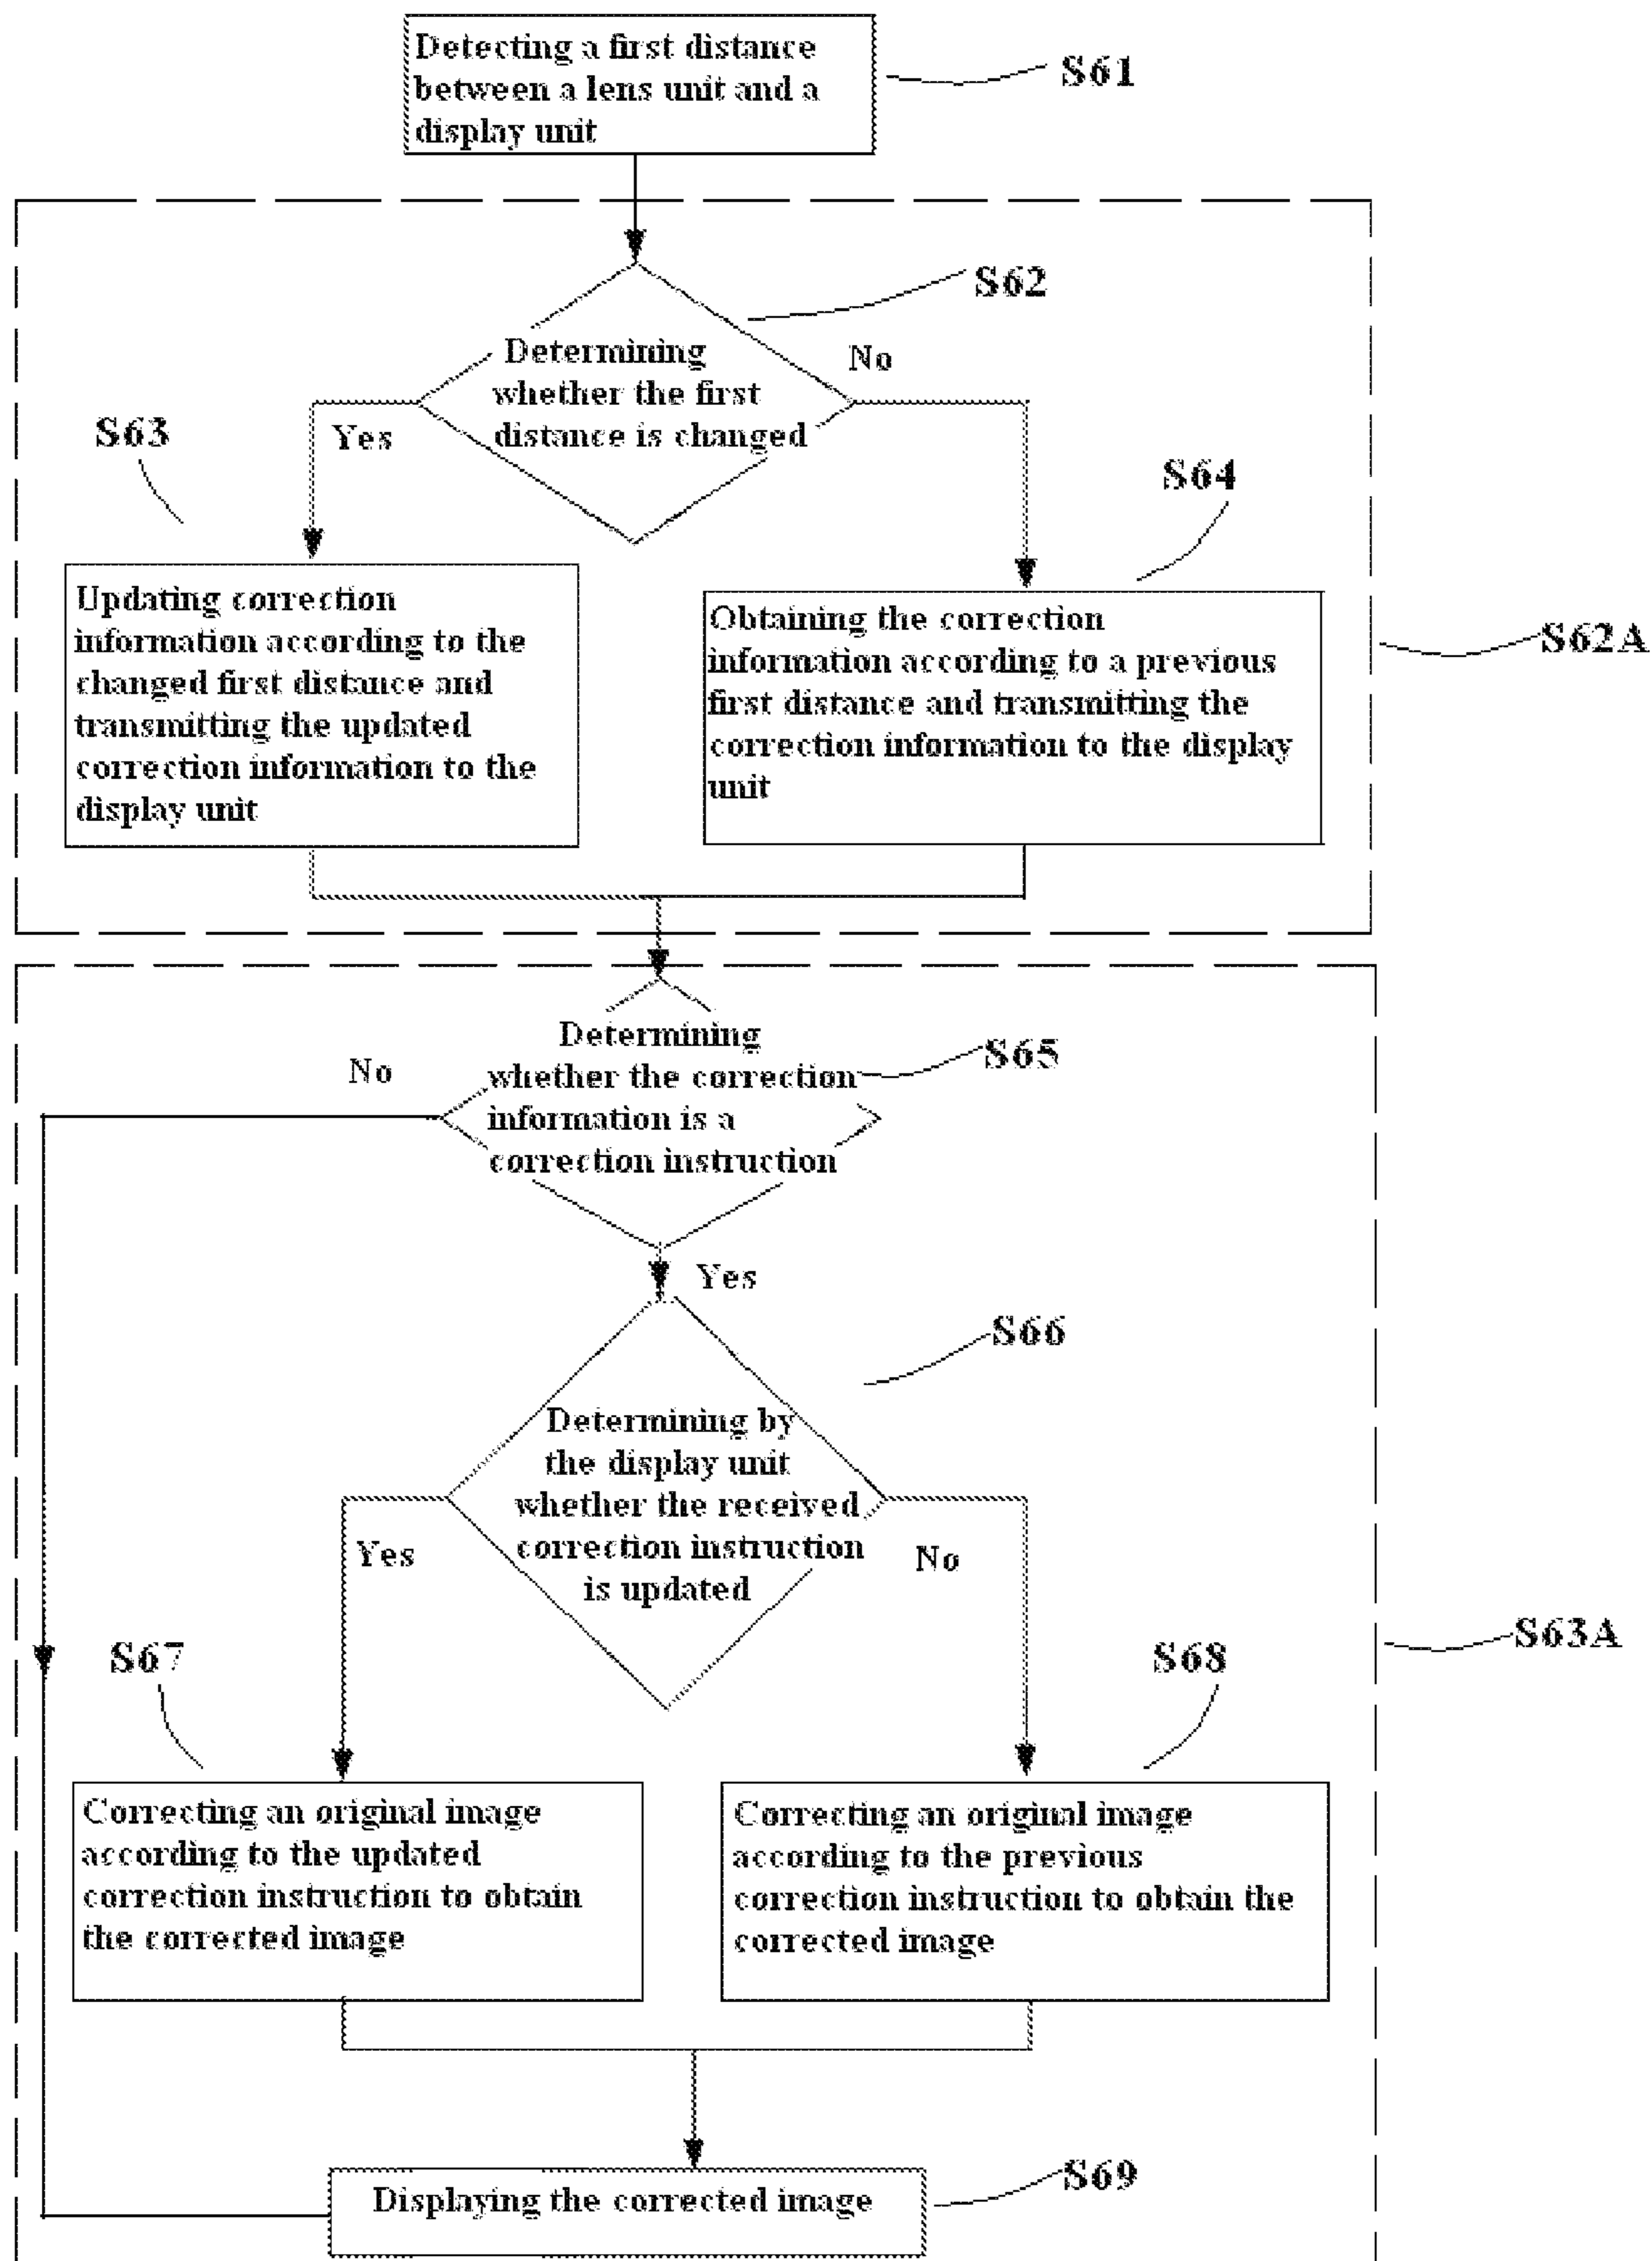 Detecting a first distance
between a lens unit and a
display unit
S61
S62
Determining
whether the first
distance is changed
No
Yes
S63
S64
Updating correction
information according to the
changed first distance and
transmitting the updated
correction information to the
display unit
Obtaining the correction
information according to a previous
first distance and transmitting the
correction information to the display
unit
S62A
Determining
whether the correction
information is a
correction instruction
S65
No
Yes
S66
Determining by
the display unit
whether the received
correction instruction
is updated
Yes
No
S63A
S67
S68
Correcting an original image
according to the updated
correction instruction to obtain
the corrected image
Correcting an original image
according to the previous
correction instruction to obtain the
corrected image
Displaying the corrected image
S69